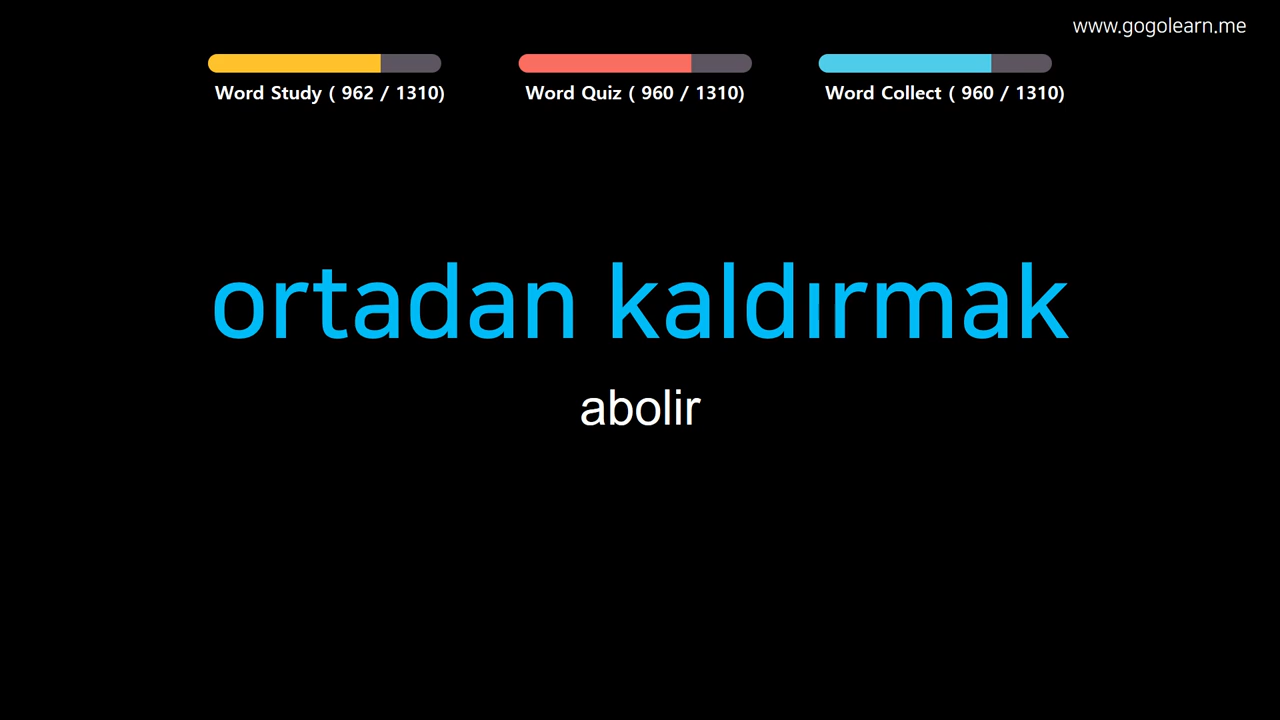 www.gogolearn.me
Word Study ( 962 / 1310)
Word Quiz ( 960 / 1310)
Word Collect ( 960 / 1310)
ortadan kaldırmak
abolir